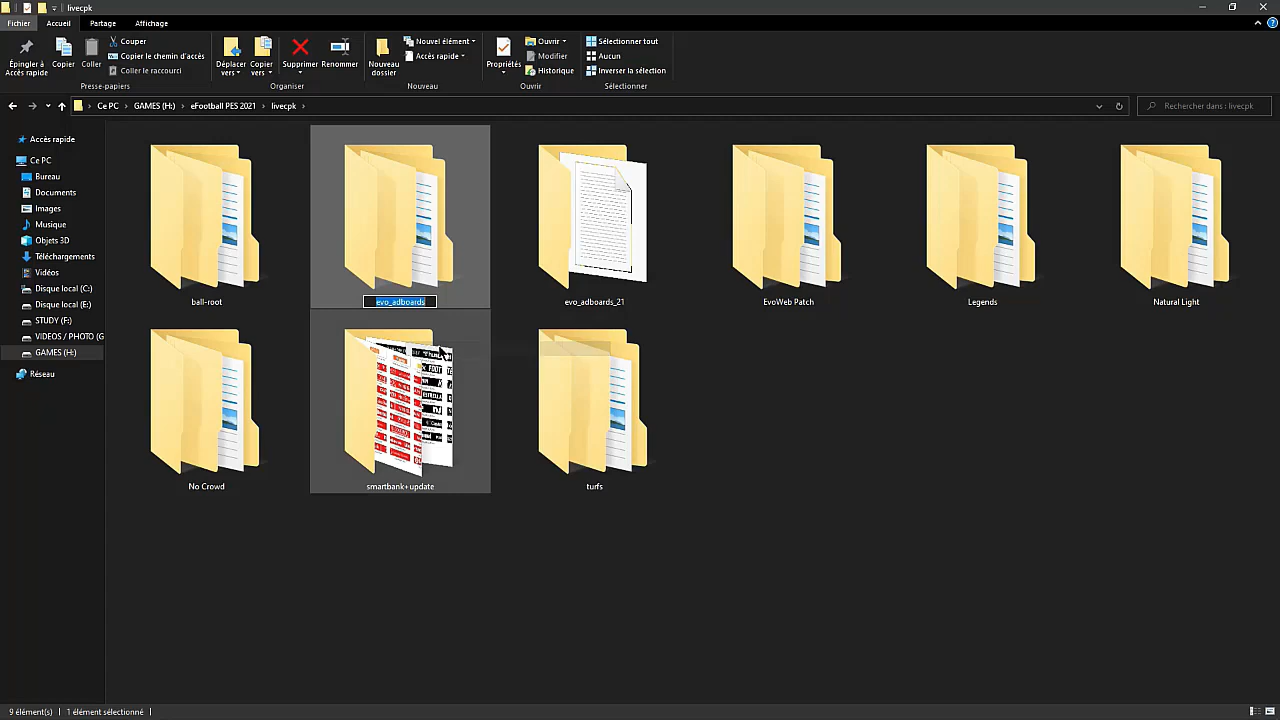 livecpk
Fichier Accueil Partage Affichage
Épingler à Accès rapide
Copier
Coller
Couper
Copier le chemin d'accès
Coller le raccourci
Presse-papiers
Déplacer vers
Copier vers
Supprimer
Renommer
Organiser
Nouveau dossier
Nouvel élément
Accès rapide
Nouveau
Propriétés
Ouvrir
Modifier
Historique
Ouvrir
Sélectionner tout
Aucun
Inverser la sélection
Sélectionner
Ce PC > GAMES (H:) > eFootball PES 2021 > livecpk >
Rechercher dans : livecpk
Accès rapide
Ce PC
Bureau
Documents
Images
Musique
Objets 3D
Téléchargements
Vidéos
Disque local (C:)
Disque local (E:)
STUDY (F:)
VIDEOS / PHOTO (G
GAMES (H:)
Réseau
ball-root
evo_adboards
evo_adboards_21
EvoWeb Patch
Legends
Natural Light
No Crowd
smartbank+update
turfs
9 élément(s)
1 élément sélectionné